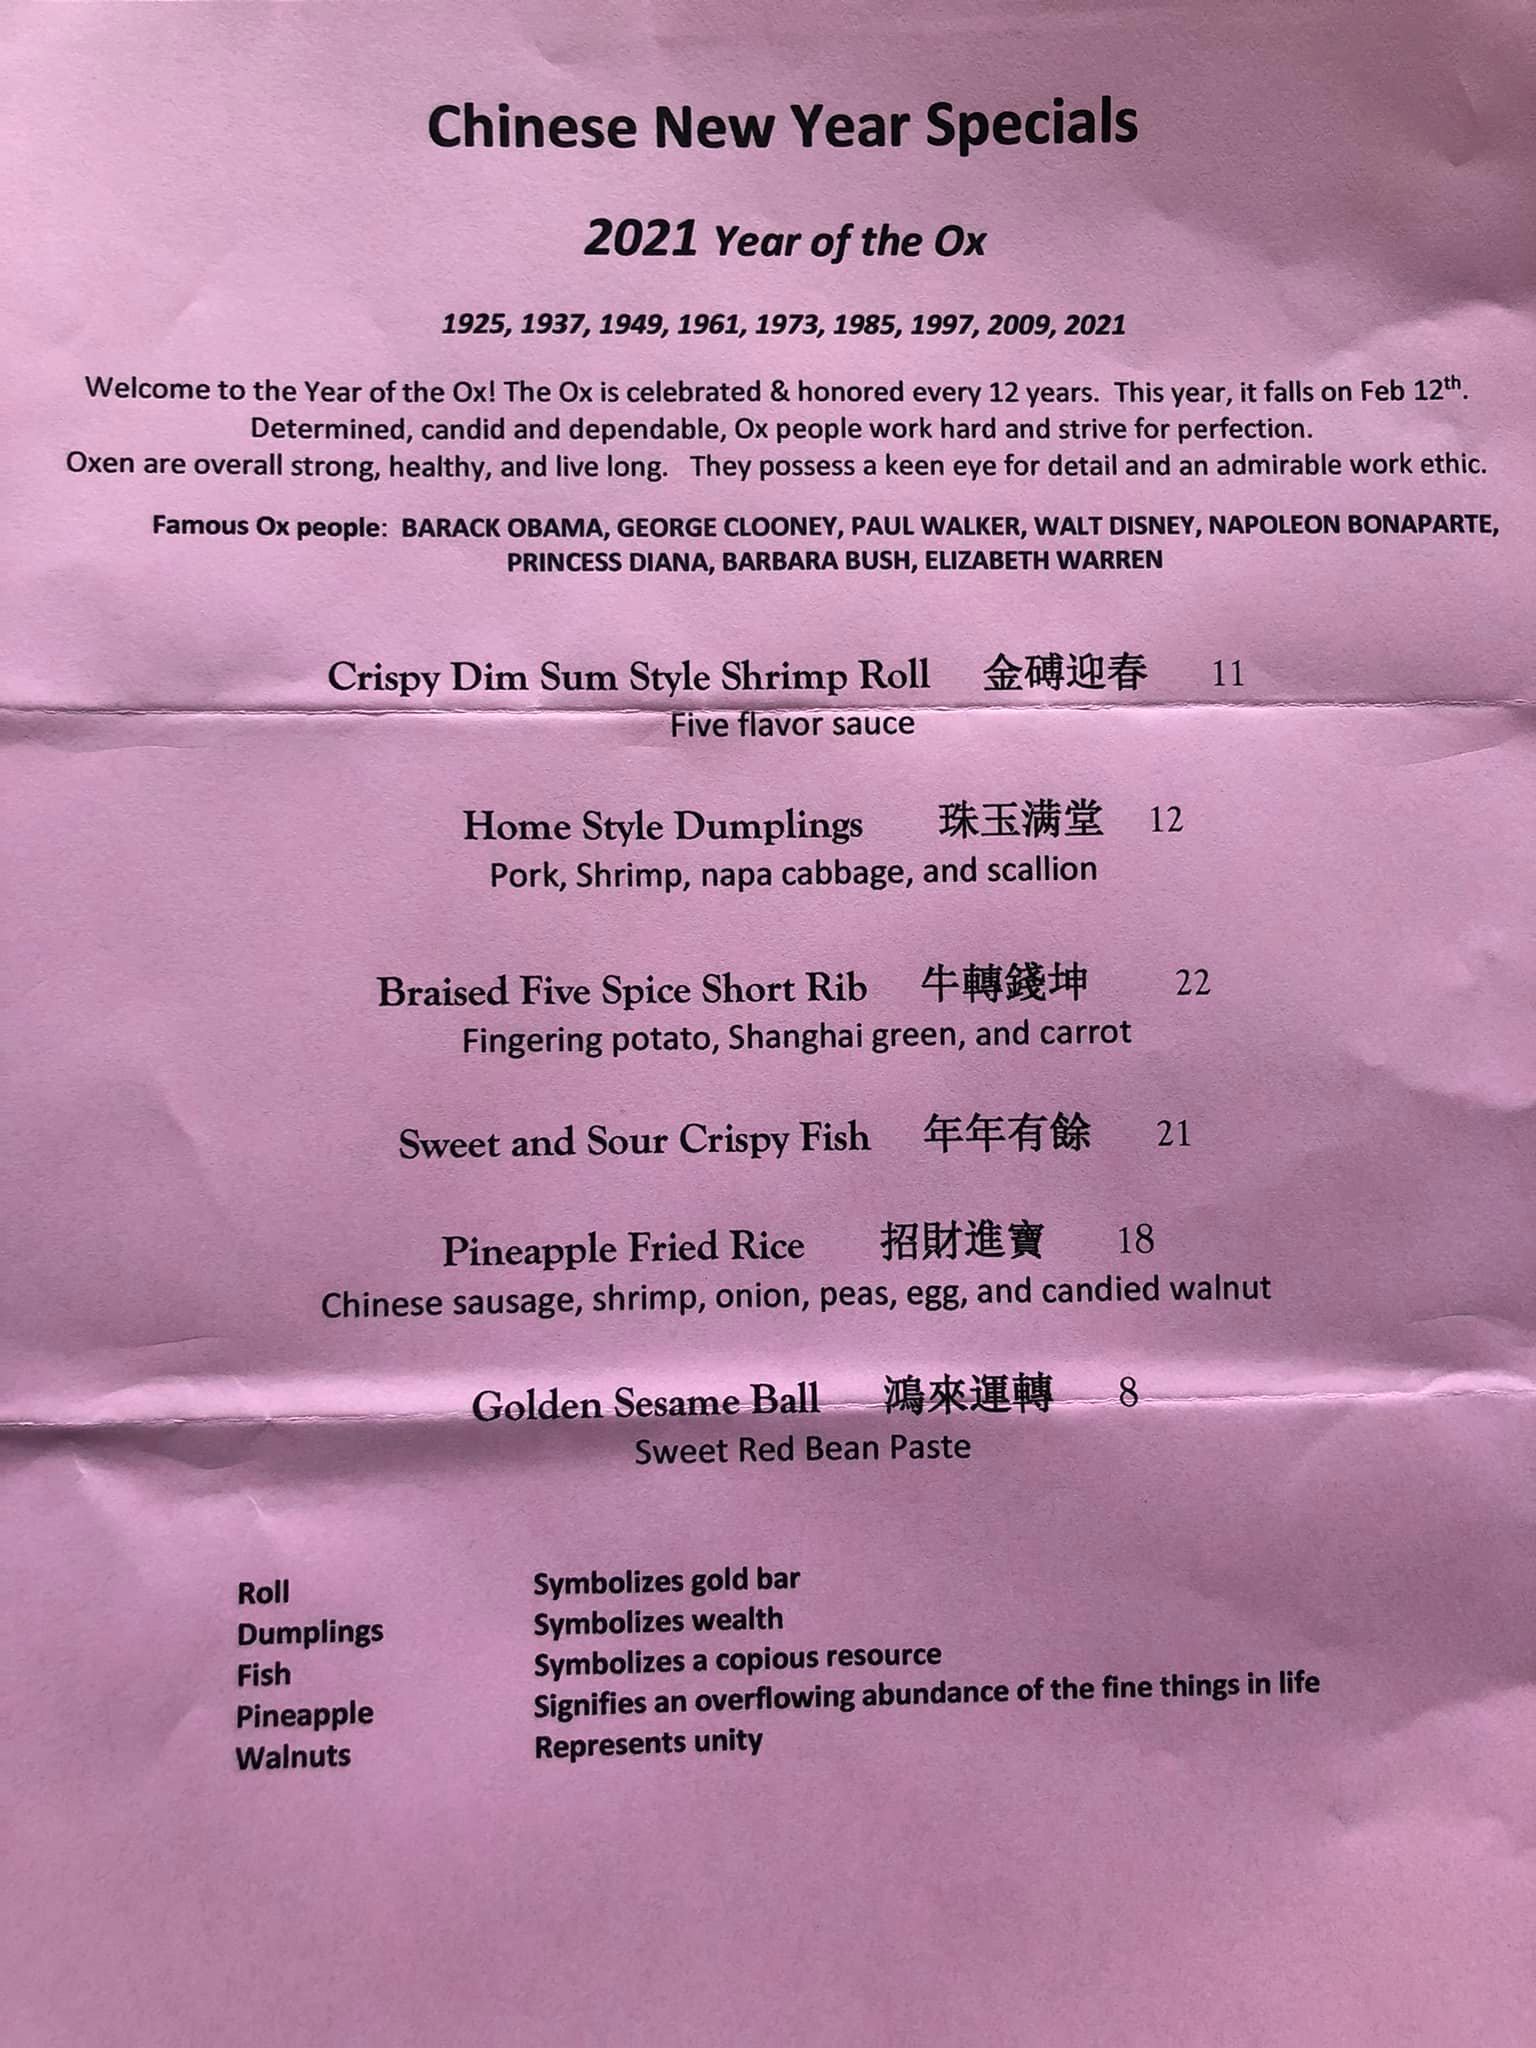 Chinese New Year Specials
2021 Year of the Ox
1925, 1937, 1949, 1961, 1973, 1985, 1997, 2009, 2021
Welcome to the Year of the Ox! The Ox is celebrated & honored every 12 years. This year, it falls on Feb 12th.
Determined, candid and dependable, Ox people work hard and strive for perfection.
Oxen are overall strong, healthy, and live long. They possess a keen eye for detail and an admirable work ethic.
Famous Ox people: BARACK OBAMA, GEORGE CLOONEY, PAUL WALKER, WALT DISNEY, NAPOLEON BONAPARTE,
PRINCESS DIANA, BARBARA BUSH, ELIZABETH WARREN
Crispy Dim Sum Style Shrimp Roll 金磚迎春 11
Five flavor sauce
Home Style Dumplings 珠玉满堂 12
Pork, Shrimp, napa cabbage, and scallion
Braised Five Spice Short Rib 牛轉錢坤 22
Fingering potato, Shanghai green, and carrot
Sweet and Sour Crispy Fish 年年有餘 21
Pineapple Fried Rice 招財進寶 18
Chinese sausage, shrimp, onion, peas, egg, and candied walnut
Golden Sesame Ball 鴻來運轉 8
Sweet Red Bean Paste
Roll Symbolizes gold bar
Dumplings Symbolizes wealth
Fish Symbolizes a copious resource
Pineapple Signifies an overflowing abundance of the fine things in life
Walnuts Represents unity